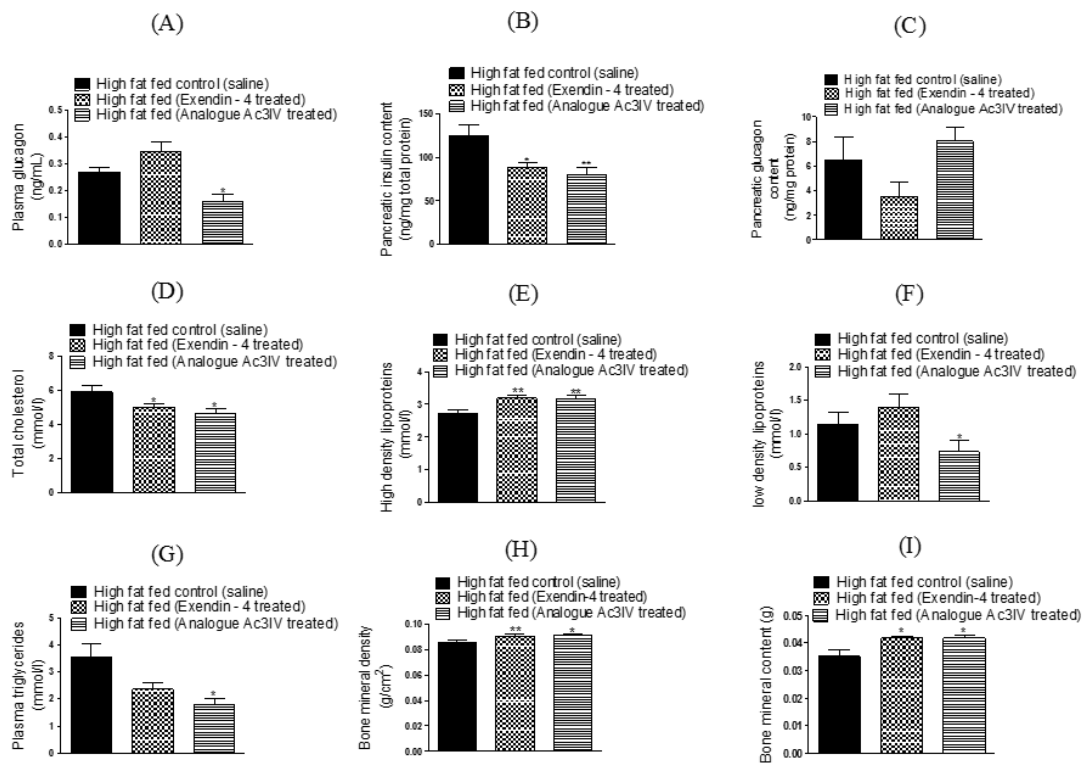 (A)
High fat fed control (saline)
High fat fed (Exendin - 4 treated)
High fat fed (Analogue Ac3IV treated)
Plasma glucagon
(ng/mL)
0.5
0.4
0.3
0.2
0.1
0.0
*
(B)
High fat fed control (saline)
High fat fed (Exendin - 4 treated)
High fat fed (Analogue Ac3IV treated)
Pancreatic insulin content
(ng/mg total protein)
150
100
50
0
*
**
(C)
High fat fed control (saline)
High fat fed (Exendin - 4 treated)
High fat fed (Analogue Ac3IV treated)
Pancreatic glucagon
content
(ng/mg protein)
10
8
6
4
2
0
(D)
High fat fed control (saline)
High fat fed (Exendin - 4 treated)
High fat fed (Analogue Ac3IV treated)
Total cholesterol
(mmol/l)
8
6
4
2
0
*
*
(E)
High fat fed control (saline)
High fat fed (Exendin - 4 treated)
High fat fed (Analogue Ac3IV treated)
High density lipoproteins
(mmol/l)
4
3
2
1
0
**
**
(F)
High fat fed control (saline)
High fat fed (Exendin - 4 treated)
High fat fed (Analogue Ac3IV treated)
low density lipoproteins
(mmol/l)
2.0
1.5
1.0
0.5
0.0
*
(G)
High fat fed control (saline)
High fat fed (Exendin - 4 treated)
High fat fed (Analogue Ac3IV treated)
Plasma triglycerides
(mmol/l)
5
4
3
2
1
0
*
(H)
High fat fed control (saline)
High fat fed (Exendin-4 treated)
High fat fed (Analogue Ac3IV treated)
Bone mineral density
(g/cm2)
0.10
0.08
0.06
0.04
0.02
0.00
**
*
(I)
High fat fed control (saline)
High fat fed (Exendin-4 treated)
High fat fed (Analogue Ac3IV treated)
Bone mineral content (g)
0.05
0.04
0.03
0.02
0.01
0.00
*
*